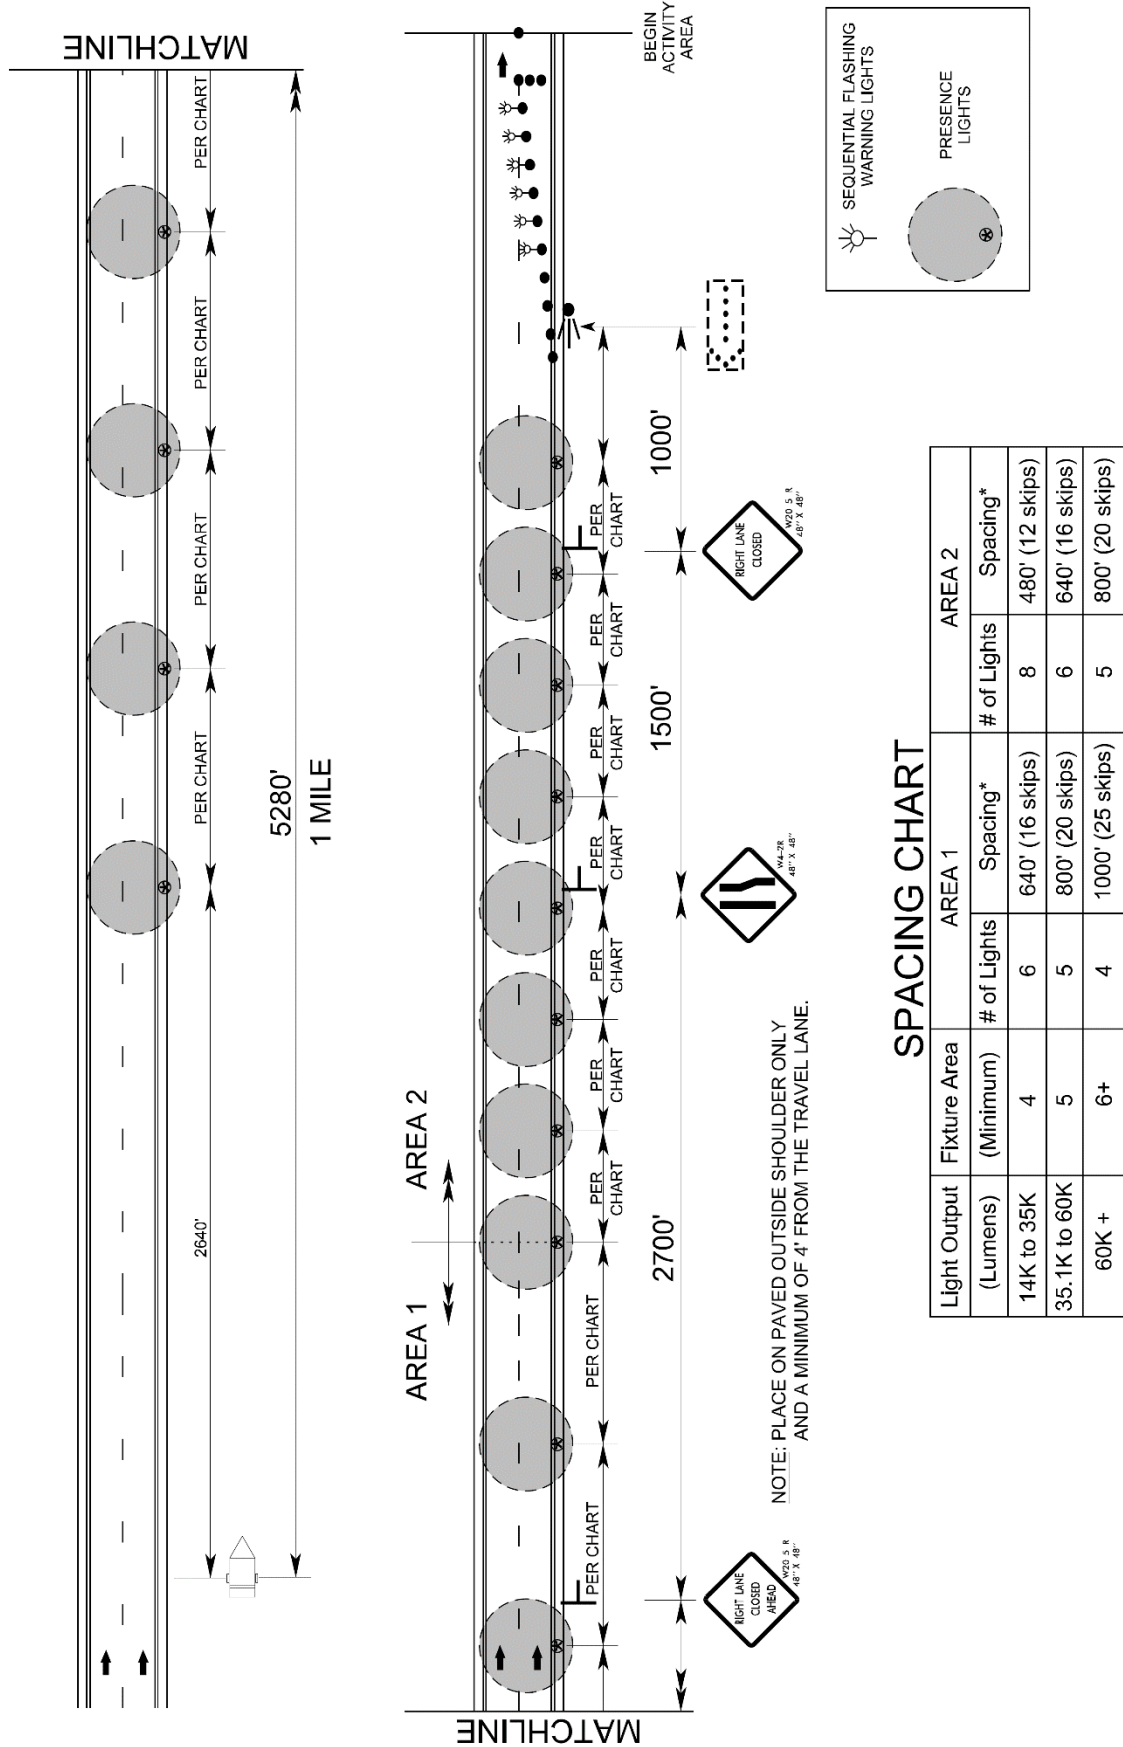 MATCHLINE
PER CHART
PER CHART
PER CHART
PER CHART
2640'
5280'
1 MILE
BEGIN
ACTIVITY
AREA
AREA 1
AREA 2
PER CHART
PER CHART
PER
CHART
PER
CHART
PER
CHART
PER
CHART
PER
CHART
PER
CHART
PER
CHART
2700'
1500'
1000'
MATCHLINE
RIGHT LANE
CLOSED
AHEAD
W20 5 R
48" X 48"
W4-2R
48" X 48"
RIGHT LANE
CLOSED
W20 5 R
48" X 48"
NOTE: PLACE ON PAVED OUTSIDE SHOULDER ONLY
AND A MINIMUM OF 4' FROM THE TRAVEL LANE.
SEQUENTIAL FLASHING
WARNING LIGHTS
PRESENCE
LIGHTS
SPACING CHART
Light Output Fixture Area AREA 1 AREA 2
(Lumens) (Minimum) # of Lights Spacing* # of Lights Spacing*
14K to 35K 4 6 640' (16 skips) 8 480' (12 skips)
35.1K to 60K 5 5 800' (20 skips) 6 640' (16 skips)
60K + 6+ 4 1000' (25 skips) 5 800' (20 skips)